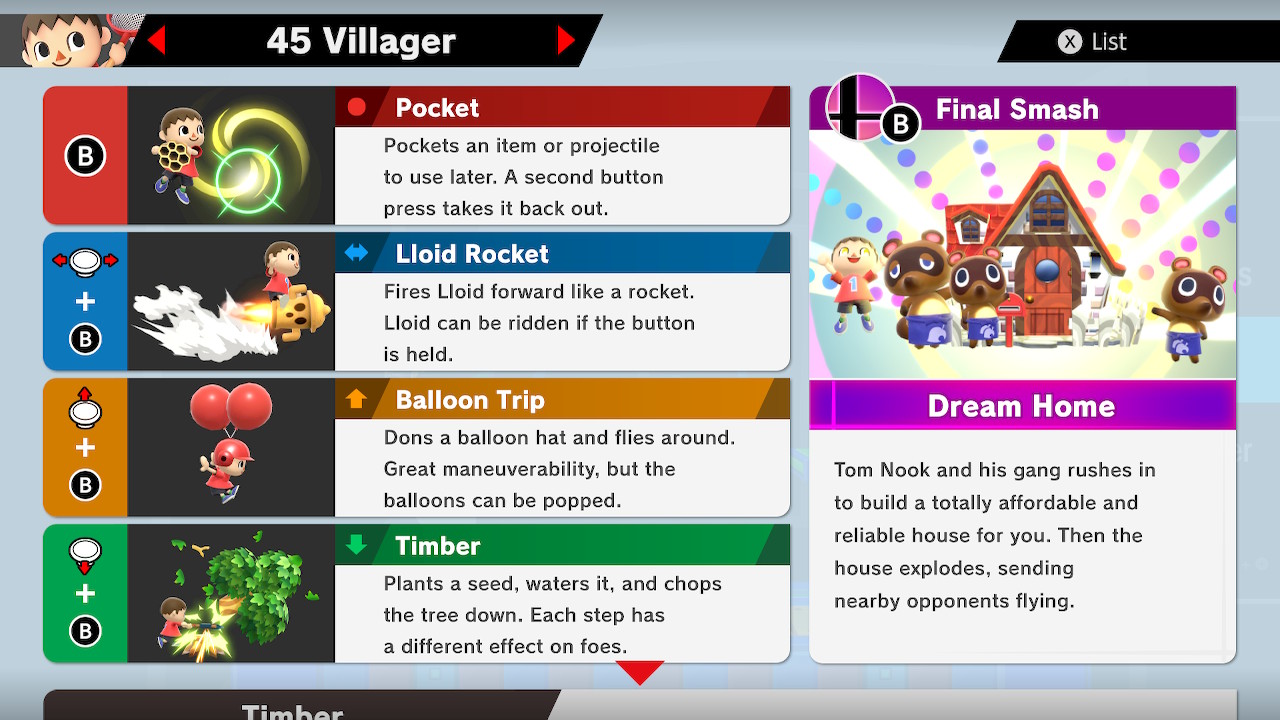 45 Villager
X List
B
Pocket
Pockets an item or projectile
to use later. A second button
press takes it back out.
+
B
Lloid Rocket
Fires Lloid forward like a rocket.
Lloid can be ridden if the button
is held.
+
B
Balloon Trip
Dons a balloon hat and flies around.
Great maneuverability, but the
balloons can be popped.
+
B
Timber
Plants a seed, waters it, and chops
the tree down. Each step has
a different effect on foes.
B
Final Smash
1
Dream Home
Tom Nook and his gang rushes in
to build a totally affordable and
reliable house for you. Then the
house explodes, sending
nearby opponents flying.
Timber